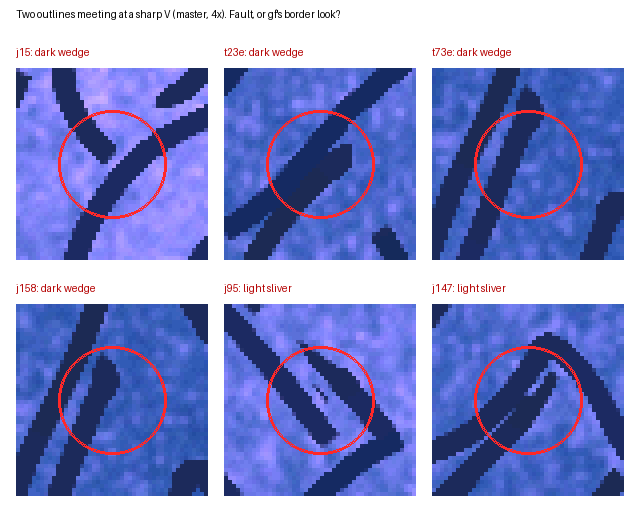 Two outlines meeting at a sharp V (master, 4x). Fault, or gfs border look?
j15: dark wedge
t23e: dark wedge
t73e: dark wedge
j158: dark wedge
j95: light sliver
j147: light sliver